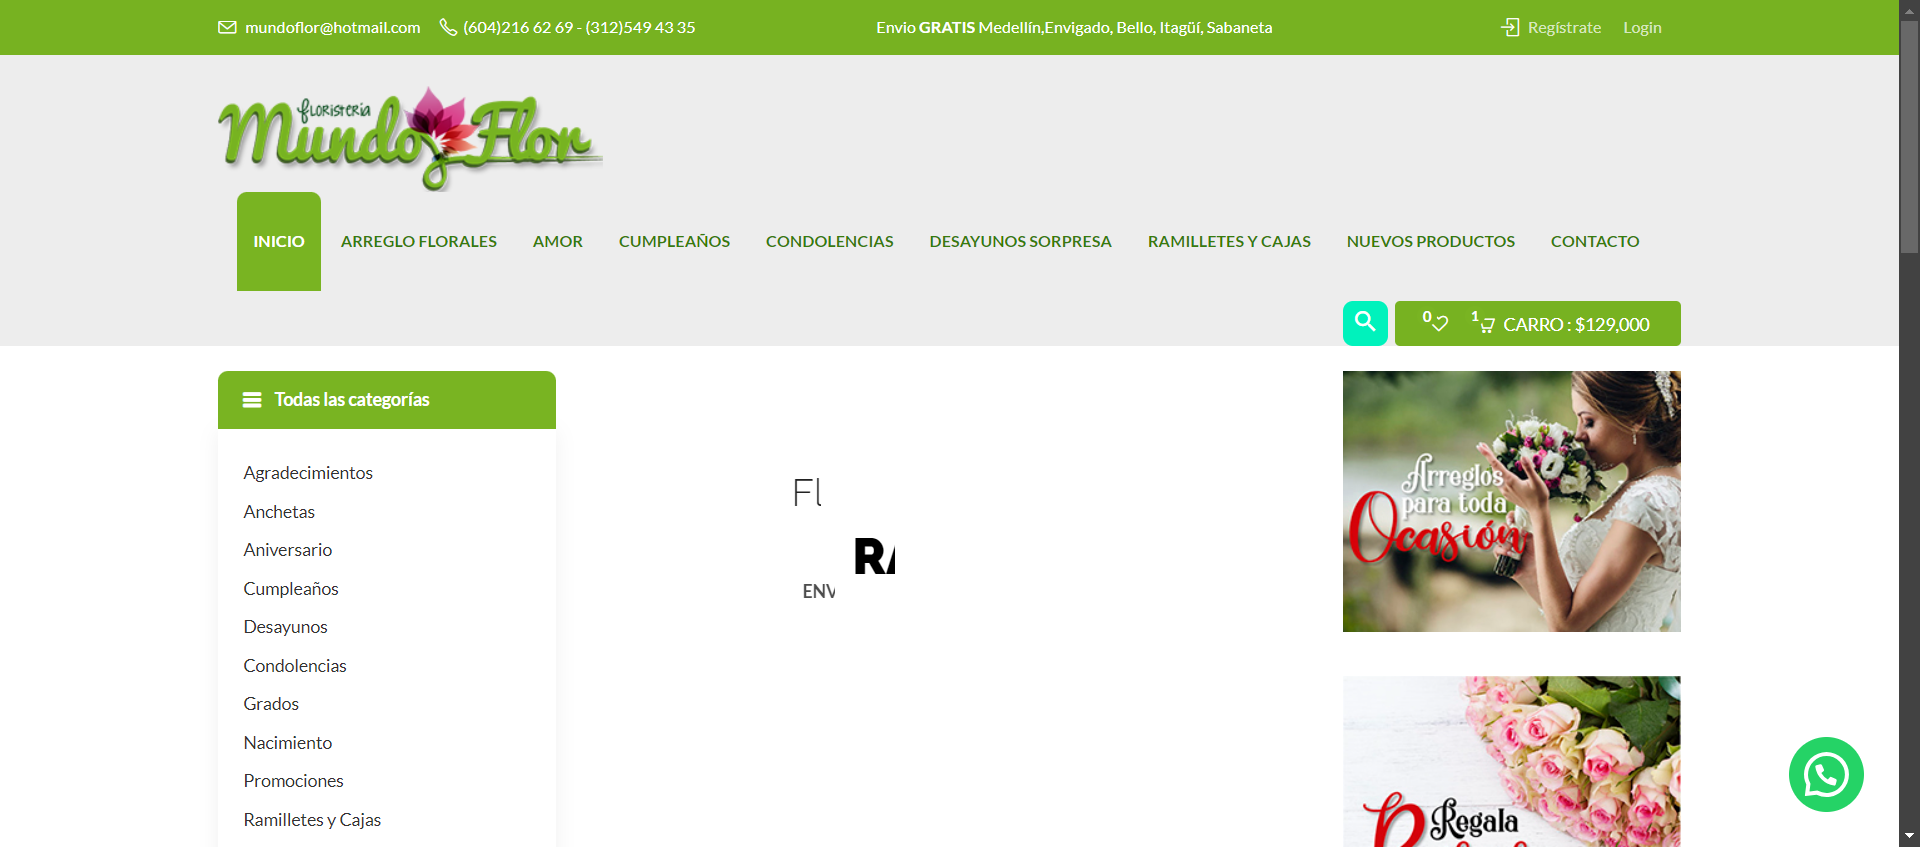 mundoflor@hotmail.com (604)216 62 69 - (312)549 43 35 Envio GRATIS Medellín,Envigado, Bello, Itagüí, Sabaneta Regístrate Login
FLORISTERIA
Mundo Flor
INICIO ARREGLO FLORALES AMOR CUMPLEAÑOS CONDOLENCIAS DESAYUNOS SORPRESA RAMILLETES Y CAJAS NUEVOS PRODUCTOS CONTACTO
0 1 CARRO : $129,000
Todas las categorías
Agradecimientos
Anchetas
Aniversario
Cumpleaños
Desayunos
Condolencias
Grados
Nacimiento
Promociones
Ramilletes y Cajas
Fl
RA
ENV
Arreglos
para toda
Ocasión
Regala